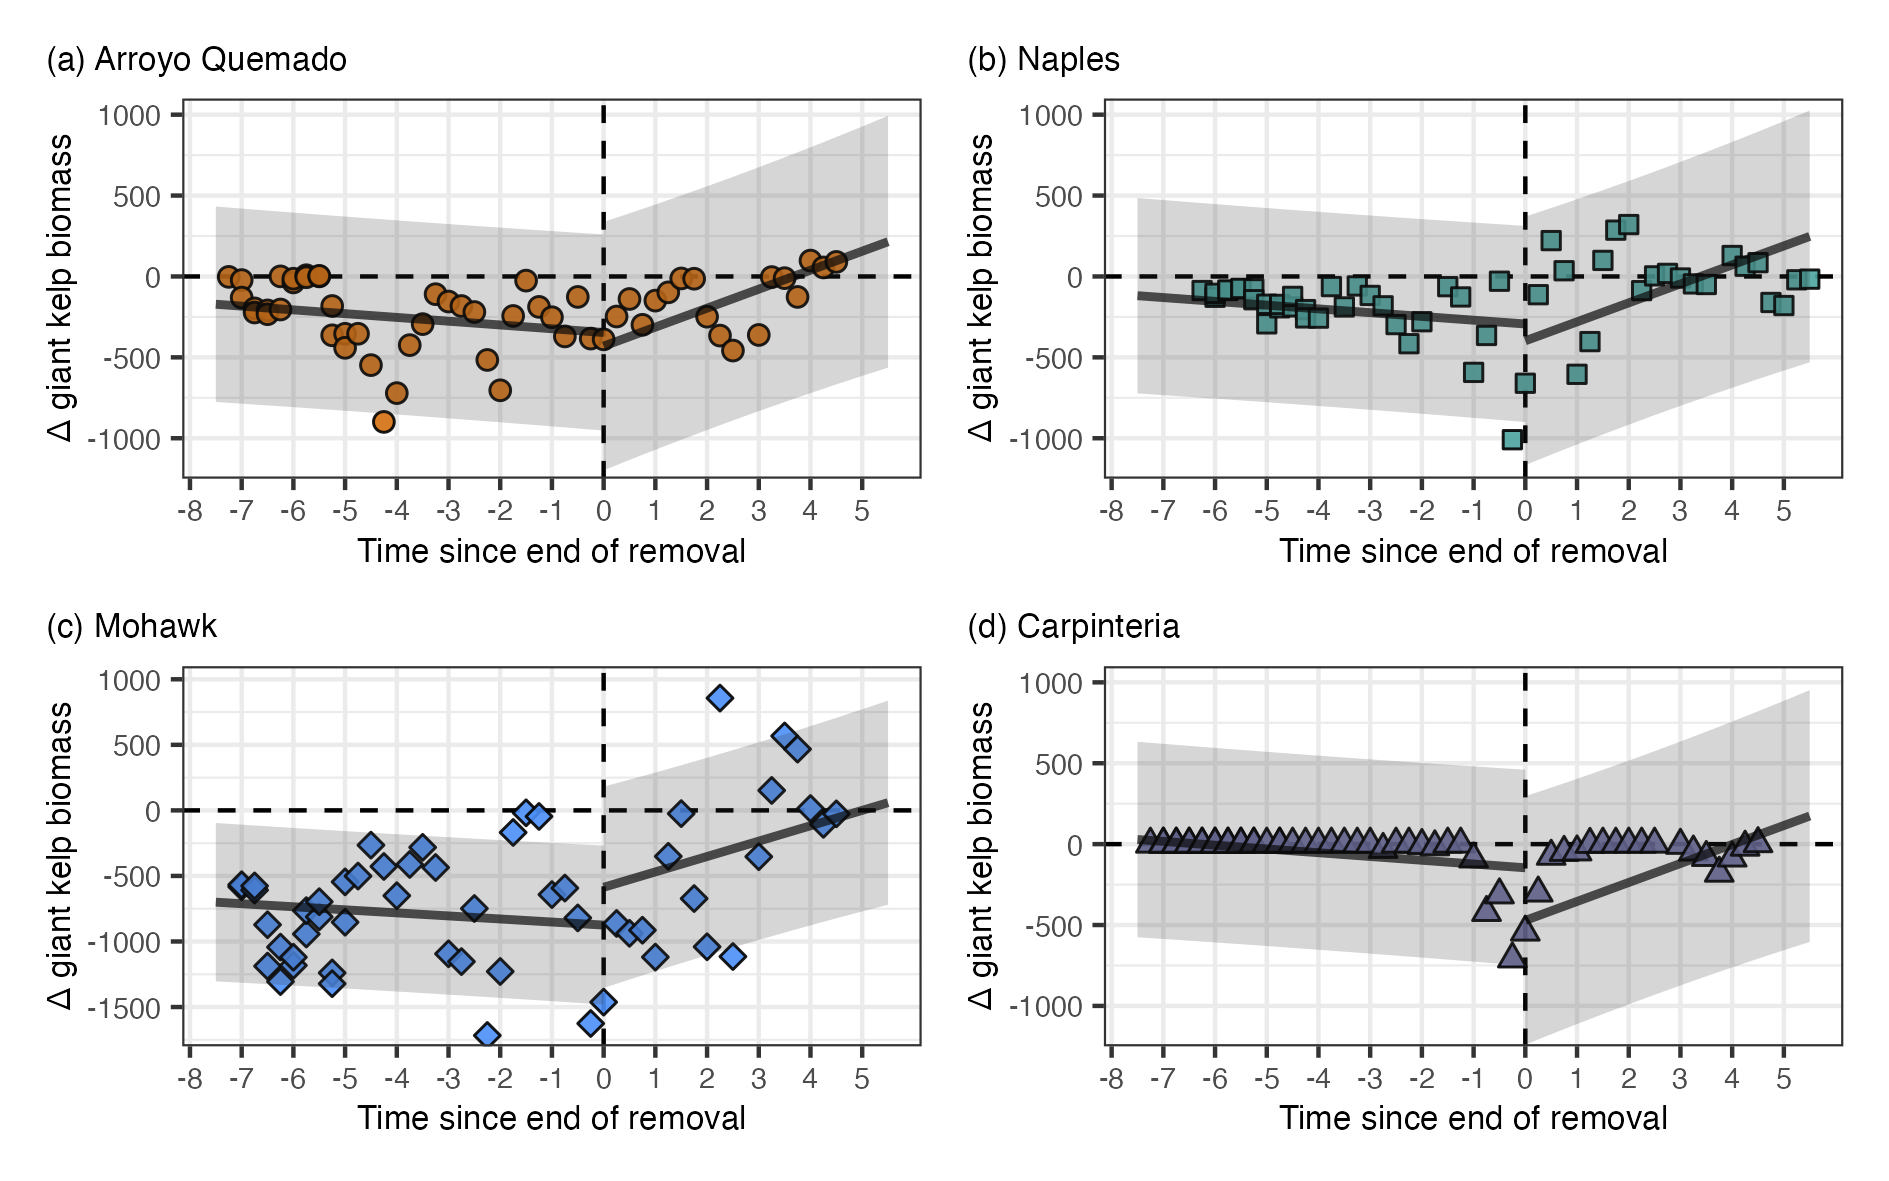 (a) Arroyo Quemado
Δ giant kelp biomass
1000
500
0
-500
-1000
-8 -7 -6 -5 -4 -3 -2 -1 0 1 2 3 4 5
Time since end of removal
(b) Naples
Δ giant kelp biomass
1000
500
0
-500
-1000
-8 -7 -6 -5 -4 -3 -2 -1 0 1 2 3 4 5
Time since end of removal
(c) Mohawk
Δ giant kelp biomass
1000
500
0
-500
-1000
-1500
-8 -7 -6 -5 -4 -3 -2 -1 0 1 2 3 4 5
Time since end of removal
(d) Carpinteria
Δ giant kelp biomass
1000
500
0
-500
-1000
-8 -7 -6 -5 -4 -3 -2 -1 0 1 2 3 4 5
Time since end of removal